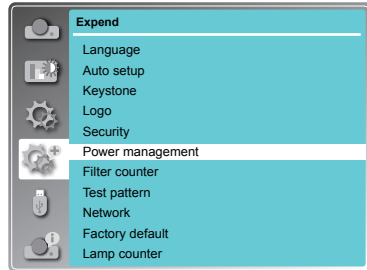 Expend
Language
Auto setup
Keystone
Logo
Security
Power management
Filter counter
Test pattern
Network
Factory default
Lamp counter